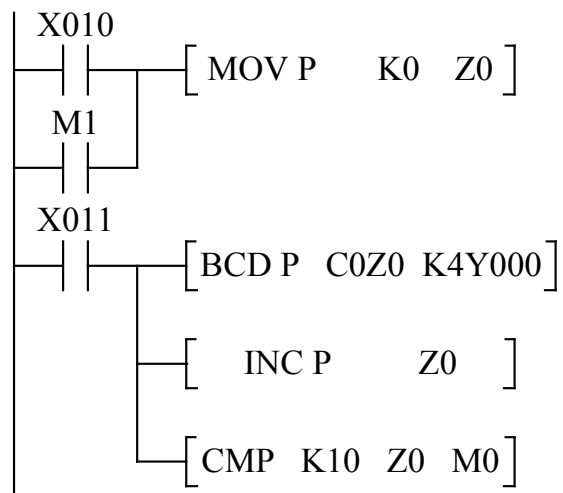 X010
MOV P K0 Z0
M1
X011
BCD P C0Z0 K4Y000
INC P Z0
CMP K10 Z0 M0